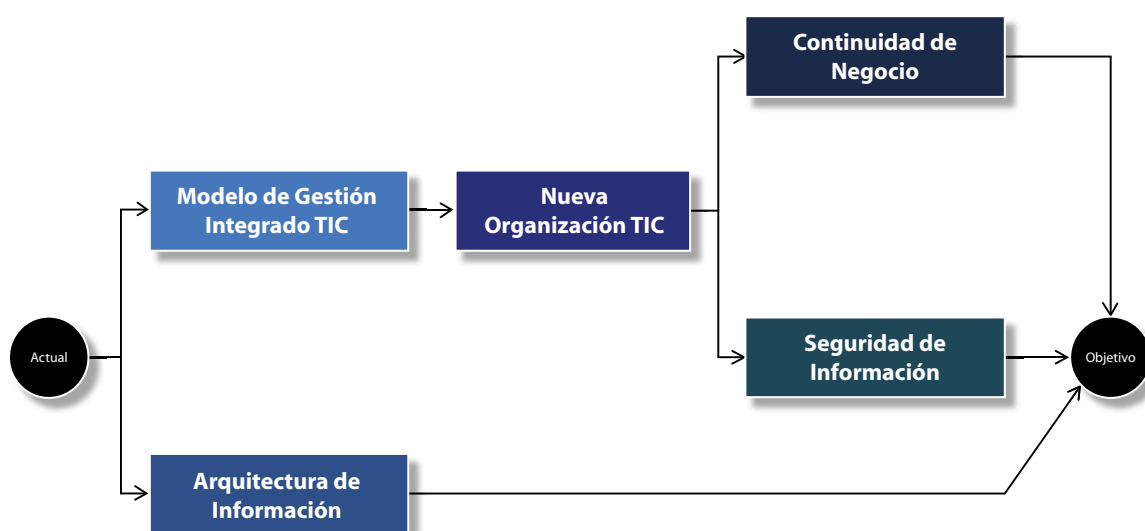 Continuidad de
Negocio
Modelo de Gestión
Integrado TIC
Nueva
Organización TIC
Actual
Seguridad de
Información
Objetivo
Arquitectura de
Información